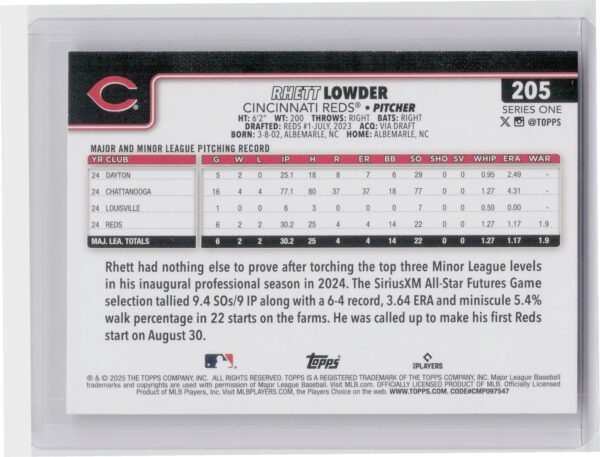 C
RHETT LOWDER
CINCINNATI REDS® • PITCHER
HT: 6'2" WT: 200 THROWS: RIGHT BATS: RIGHT
DRAFTED: REDS #1-JULY, 2023 ACQ: VIA DRAFT
BORN: 3-8-02, ALBEMARLE, NC HOME: ALBEMARLE, NC
205
SERIES ONE
X @TOPPS
MAJOR AND MINOR LEAGUE PITCHING RECORD
YR CLUB G W L IP H R ER BB SO SHO SV WHIP ERA WAR
24 DAYTON 5 2 0 25.1 18 8 7 6 29 0 0 0.95 2.49 -
24 CHATTANOOGA 16 4 4 77.1 80 37 37 18 77 0 0 1.27 4.31 -
24 LOUISVILLE 1 0 0 6 3 0 0 0 7 0 0 0.50 0.00 -
24 REDS 6 2 2 30.2 25 4 4 14 22 0 0 1.27 1.17 1.9
MAJ. LEA. TOTALS 6 2 2 30.2 25 4 4 14 22 0 0 1.27 1.17 1.9
Rhett had nothing else to prove after torching the top three Minor League levels
in his inaugural professional season in 2024. The SiriusXM All-Star Futures Game
selection tallied 9.4 SOs/9 IP along with a 6-4 record, 3.64 ERA and miniscule 5.4%
walk percentage in 22 starts on the farms. He was called up to make his first Reds
start on August 30.
Topps
PLAYERS
® & © 2025 THE TOPPS COMPANY, INC. ALL RIGHTS RESERVED. TOPPS IS A REGISTERED TRADEMARK OF THE TOPPS COMPANY, INC. Major League Baseball
trademarks and copyrights are used with permission of Major League Baseball. Visit MLB.com. OFFICIALLY LICENSED PRODUCT OF MLB. Officially Licensed
Product of MLB Players, Inc. Visit MLBPLAYERS.com, the Players Choice on the web. WWW.TOPPS.COM. CODE#CMP097547